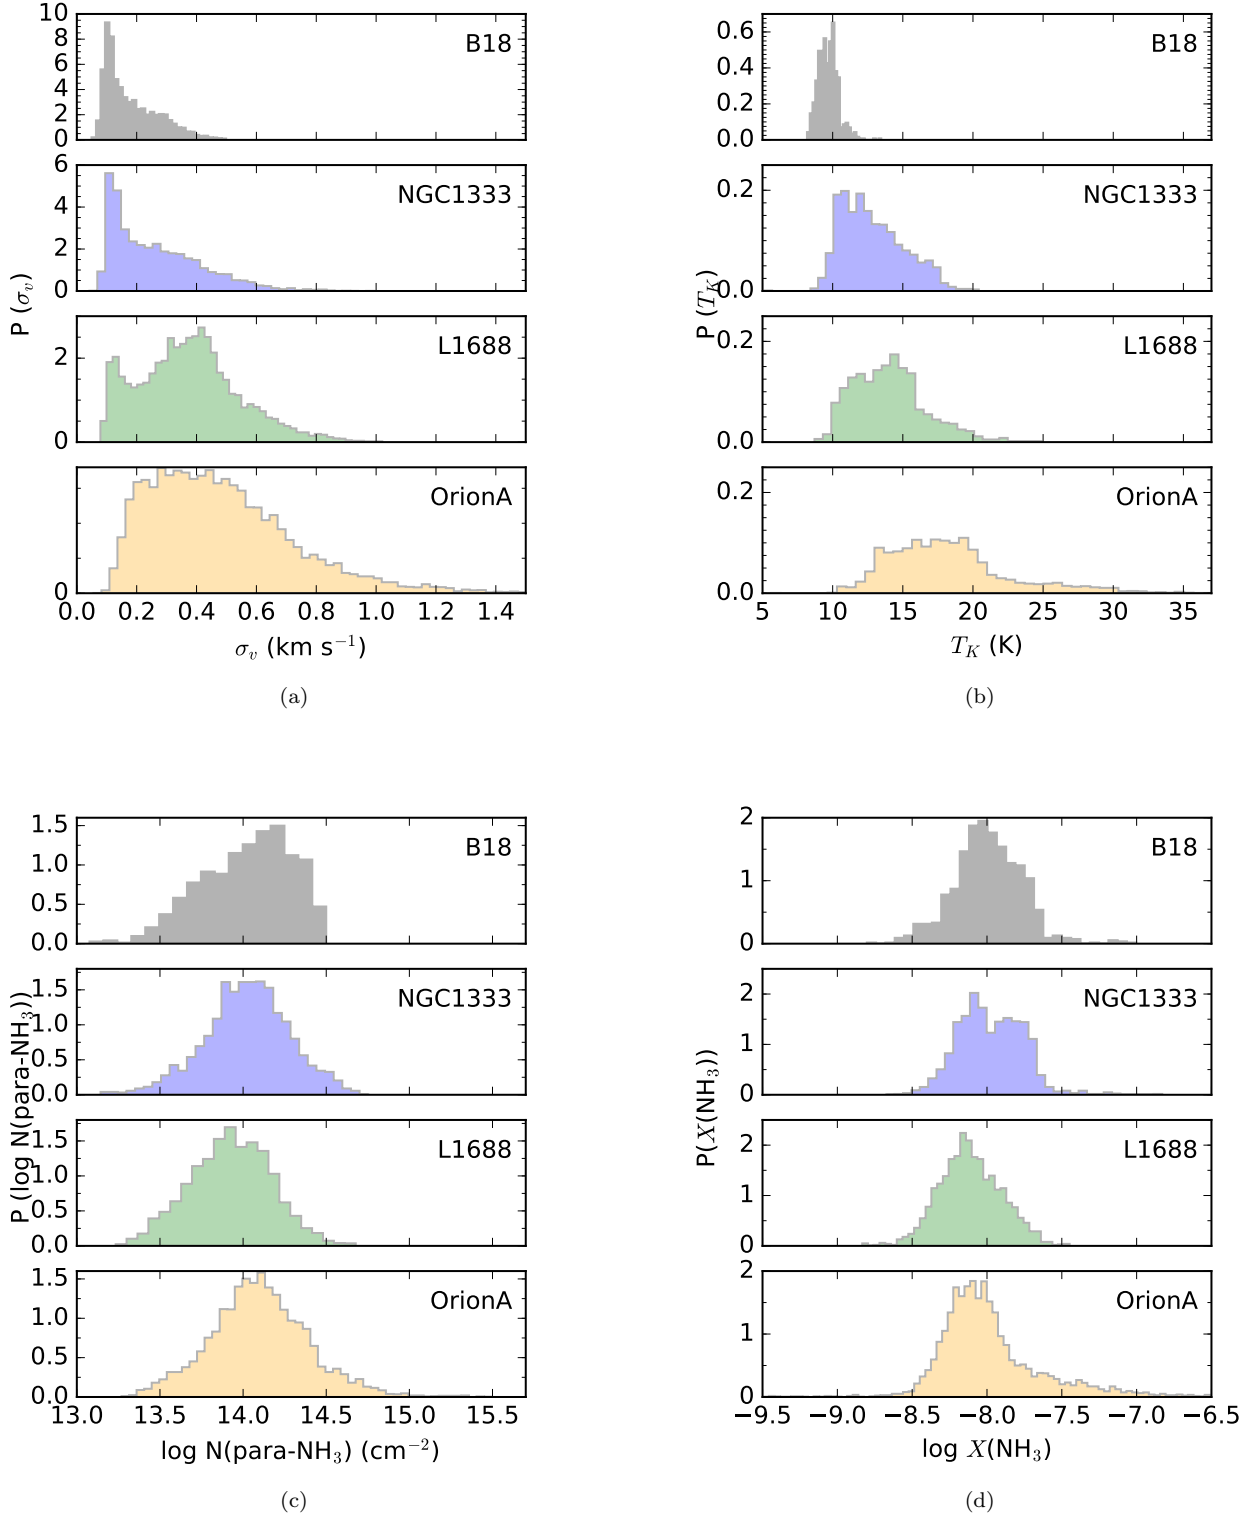 10
8
6
4
2
0
B18
6
4
2
0
NGC1333
2
0
L1688
0
OrionA
P (σv)
0.0 0.2 0.4 0.6 0.8 1.0 1.2 1.4
σv (km s−1)
(a)
0.6
0.4
0.2
0.0
B18
0.2
0.0
NGC1333
0.2
0.0
L1688
0.2
0.0
OrionA
P (TK)
5 10 15 20 25 30 35
TK (K)
(b)
1.5
1.0
0.5
0.0
B18
1.5
1.0
0.5
0.0
NGC1333
1.5
1.0
0.5
0.0
L1688
1.5
1.0
0.5
0.0
OrionA
P (log N(para-NH3))
13.0 13.5 14.0 14.5 15.0 15.5
log N(para-NH3) (cm−2)
(c)
2
1
0
B18
2
1
0
NGC1333
2
1
0
L1688
2
1
0
OrionA
P(X(NH3))
−9.5 −9.0 −8.5 −8.0 −7.5 −7.0 −6.5
log X(NH3)
(d)